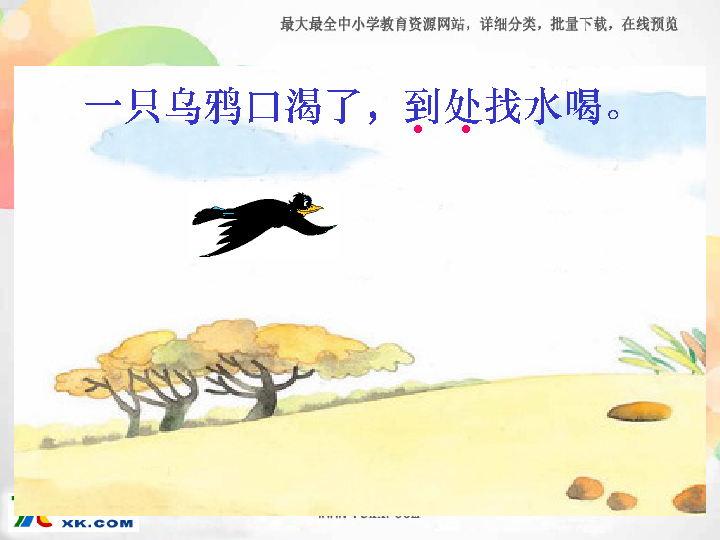 最大最全中小学教育资源网站，详细分类，批量下载，在线预览
一只乌鸦口渴了，到处找水喝。
XK.COM